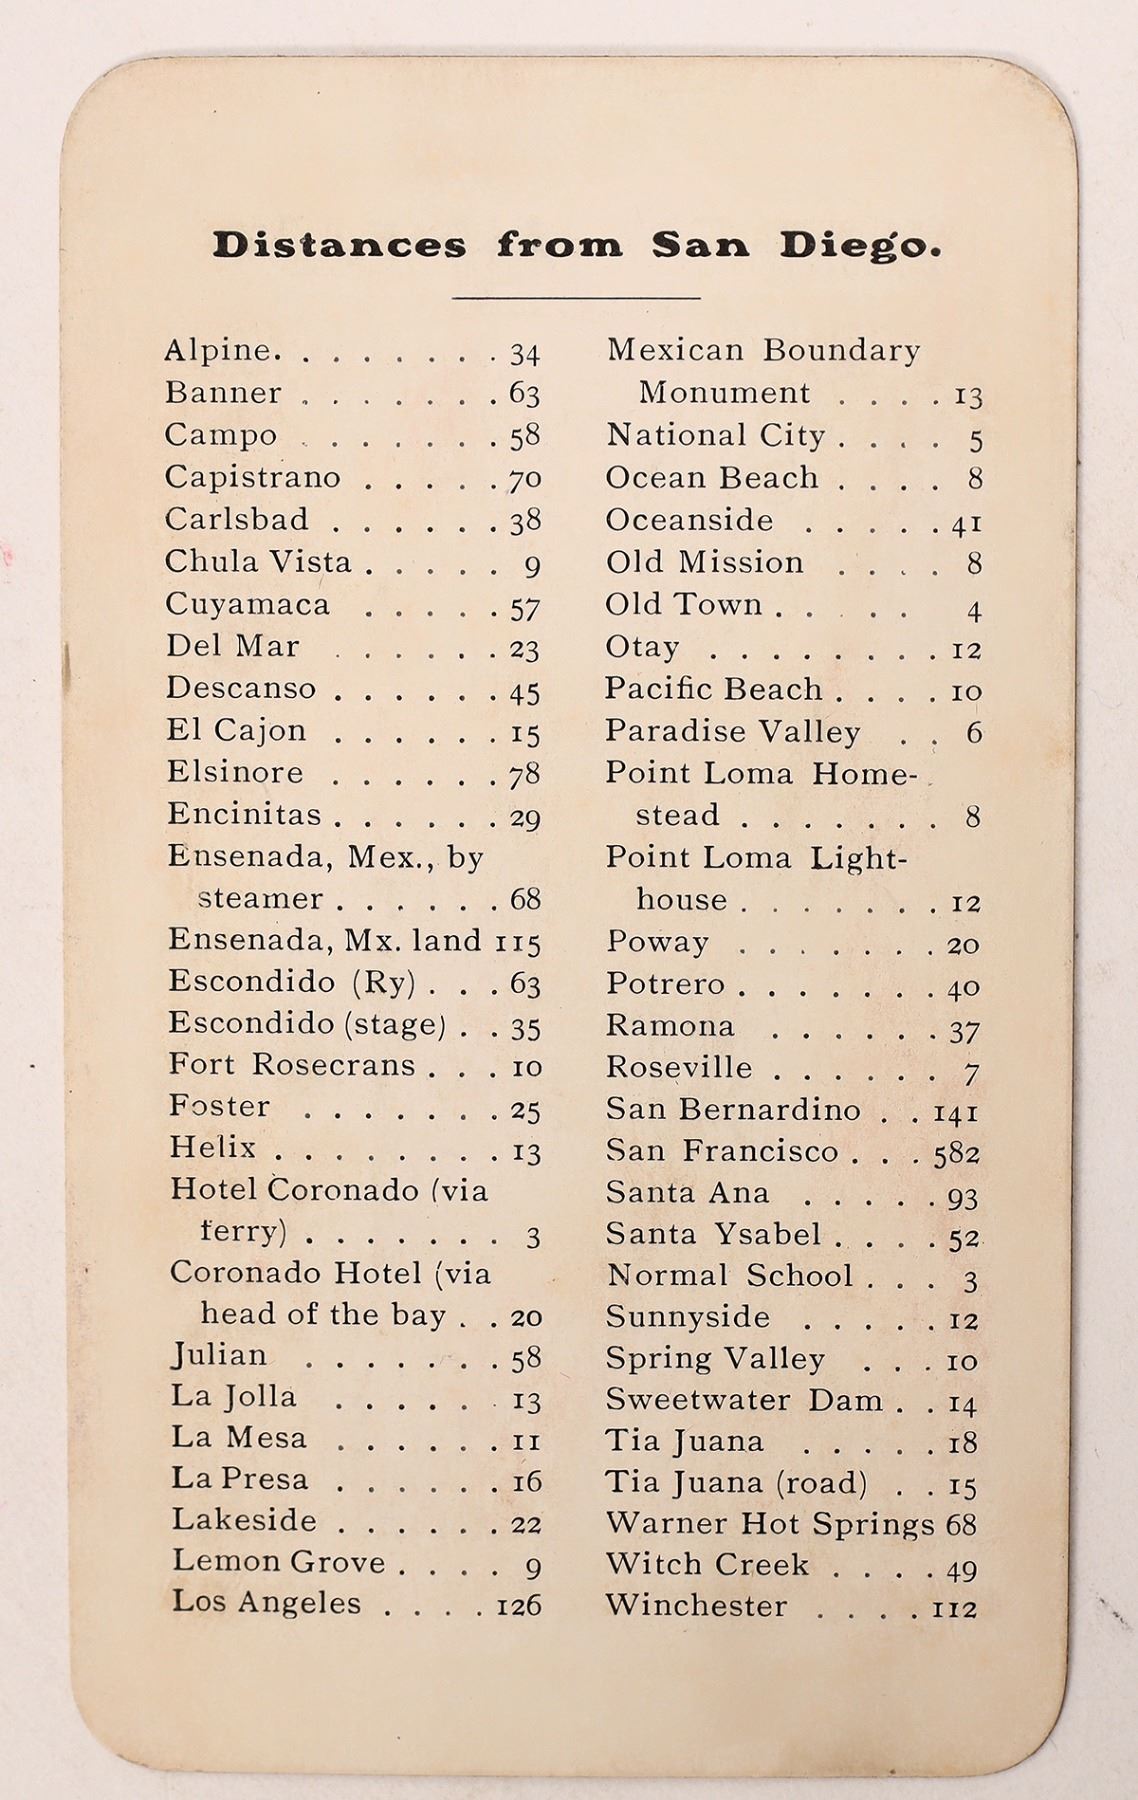 Distances from San Diego.
Alpine. . . . . . . . 34
Banner . . . . . . . 63
Campo . . . . . . . 58
Capistrano . . . . . 70
Carlsbad . . . . . . 38
Chula Vista . . . . . 9
Cuyamaca . . . . . 57
Del Mar . . . . . . 23
Descanso . . . . . . 45
El Cajon . . . . . . 15
Elsinore . . . . . . 78
Encinitas . . . . . . 29
Ensenada, Mex., by
steamer . . . . . . 68
Ensenada, Mx. land 115
Escondido (Ry) . . . 63
Escondido (stage) . . 35
Fort Rosecrans . . . 10
Foster . . . . . . . 25
Helix . . . . . . . . 13
Hotel Coronado (via
ferry) . . . . . . . 3
Coronado Hotel (via
head of the bay . . 20
Julian . . . . . . . 58
La Jolla . . . . . . 13
La Mesa . . . . . . 11
La Presa . . . . . . 16
Lakeside . . . . . . 22
Lemon Grove . . . . 9
Los Angeles . . . . 126
Mexican Boundary
Monument . . . . 13
National City . . . . 5
Ocean Beach . . . . 8
Oceanside . . . . . 41
Old Mission . . . . 8
Old Town . . . . . 4
Otay . . . . . . . . 12
Pacific Beach . . . . 10
Paradise Valley . . 6
Point Loma Home-
stead . . . . . . . 8
Point Loma Light-
house . . . . . . . 12
Poway . . . . . . . 20
Potrero . . . . . . . 40
Ramona . . . . . . 37
Roseville . . . . . . 7
San Bernardino . . 141
San Francisco . . . 582
Santa Ana . . . . . 93
Santa Ysabel . . . . 52
Normal School . . . 3
Sunnyside . . . . . 12
Spring Valley . . . 10
Sweetwater Dam . . 14
Tia Juana . . . . . 18
Tia Juana (road) . . 15
Warner Hot Springs 68
Witch Creek . . . . 49
Winchester . . . . 112